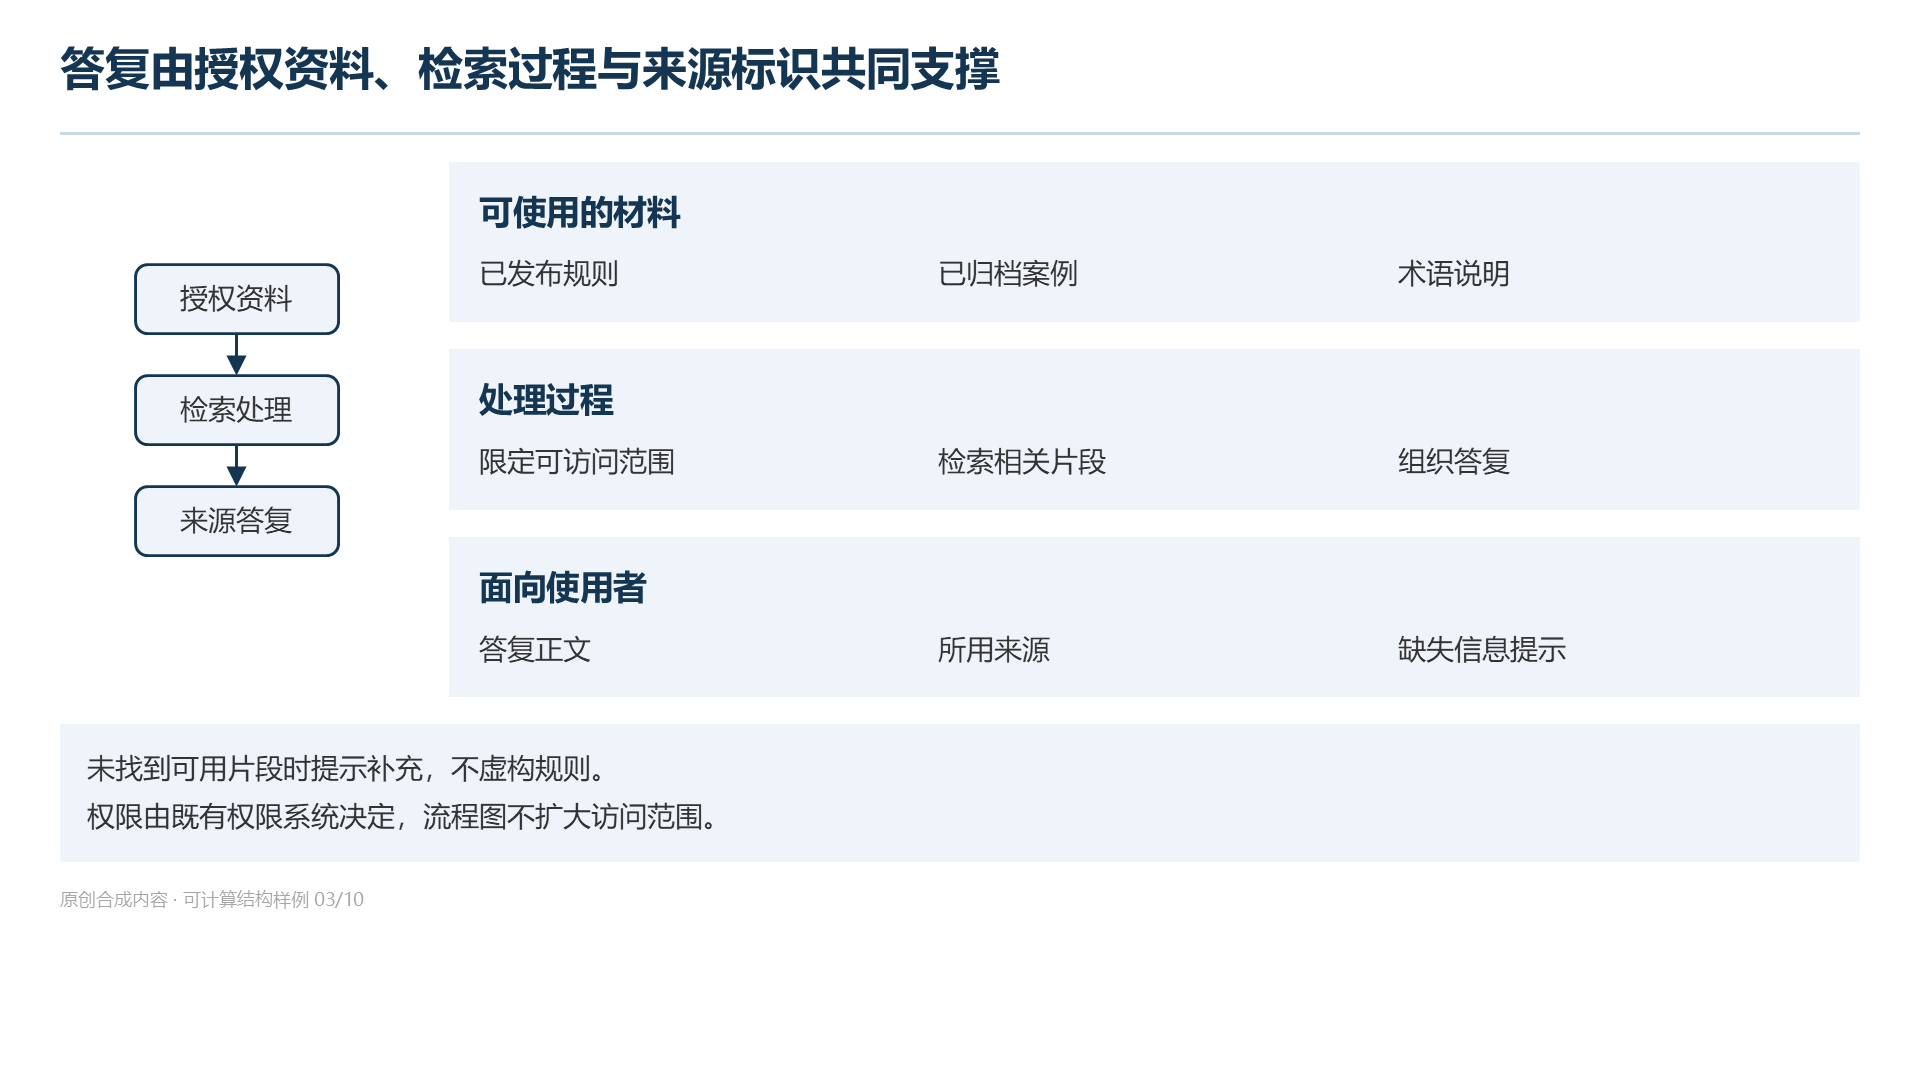 答复由授权资料、检索过程与来源标识共同支撑
授权资料
检索处理
来源答复
可使用的材料
已发布规则 已归档案例 术语说明
处理过程
限定可访问范围 检索相关片段 组织答复
面向使用者
答复正文 所用来源 缺失信息提示
未找到可用片段时提示补充，不虚构规则。
权限由既有权限系统决定，流程图不扩大访问范围。
原创合成内容 · 可计算结构样例 03/10